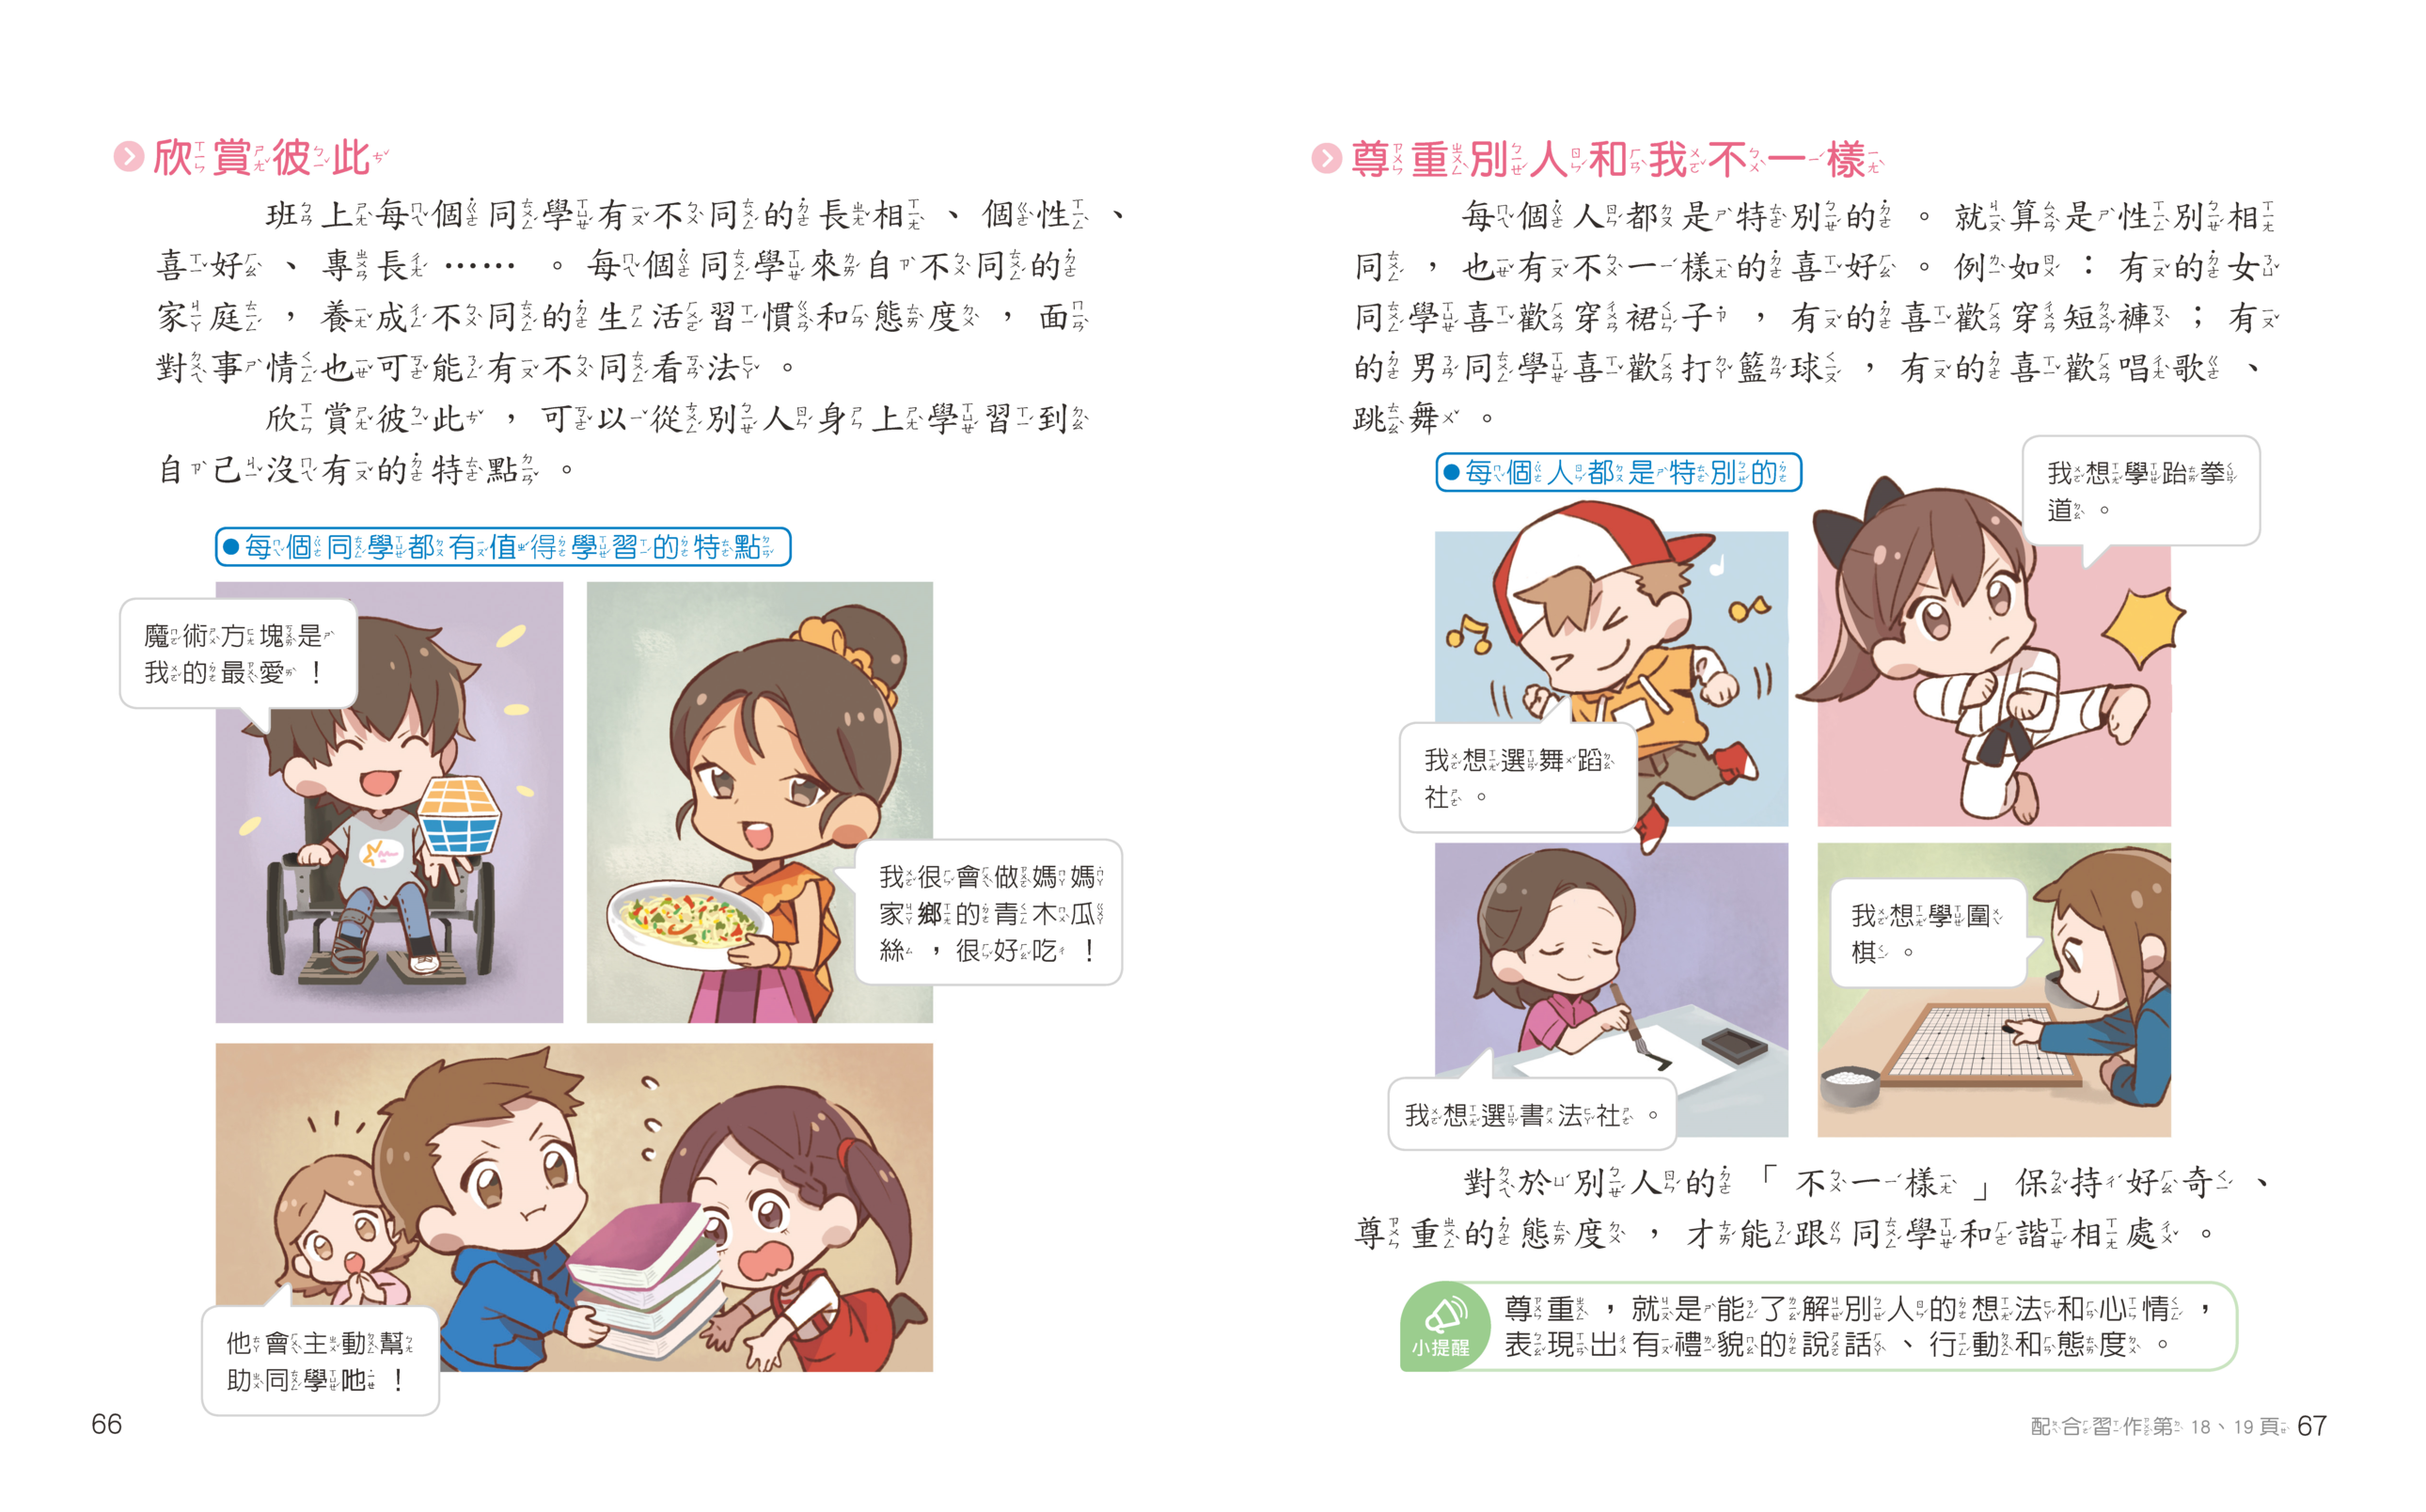 欣賞彼此
班上每個同學有不同的長相、個性、
喜好、專長……。每個同學來自不同的
家庭，養成不同的生活習慣和態度，面
對事情也可能有不同看法。
欣賞彼此，可以從別人身上學習到
自己沒有的特點。
●每個同學都有值得學習的特點
魔術方塊是
我的最愛！
我很會做媽媽
家鄉的青木瓜
絲，很好吃！
他會主動幫
助同學吔！
66
尊重別人和我不一樣
每個人都是特別的。就算是性別相
同，也有不一樣的喜好。例如：有的女
同學喜歡穿裙子，有的喜歡穿短褲；有
的男同學喜歡打籃球，有的喜歡唱歌、
跳舞。
●每個人都是特別的
我想選舞蹈
社。
我想學跆拳
道。
我想選書法社。
我想學圍
棋。
對於別人的「不一樣」保持好奇、
尊重的態度，才能跟同學和諧相處。
小提醒
尊重，就是能了解別人的想法和心情，
表現出有禮貌的說話、行動和態度。
配合習作第 18、19 頁 67